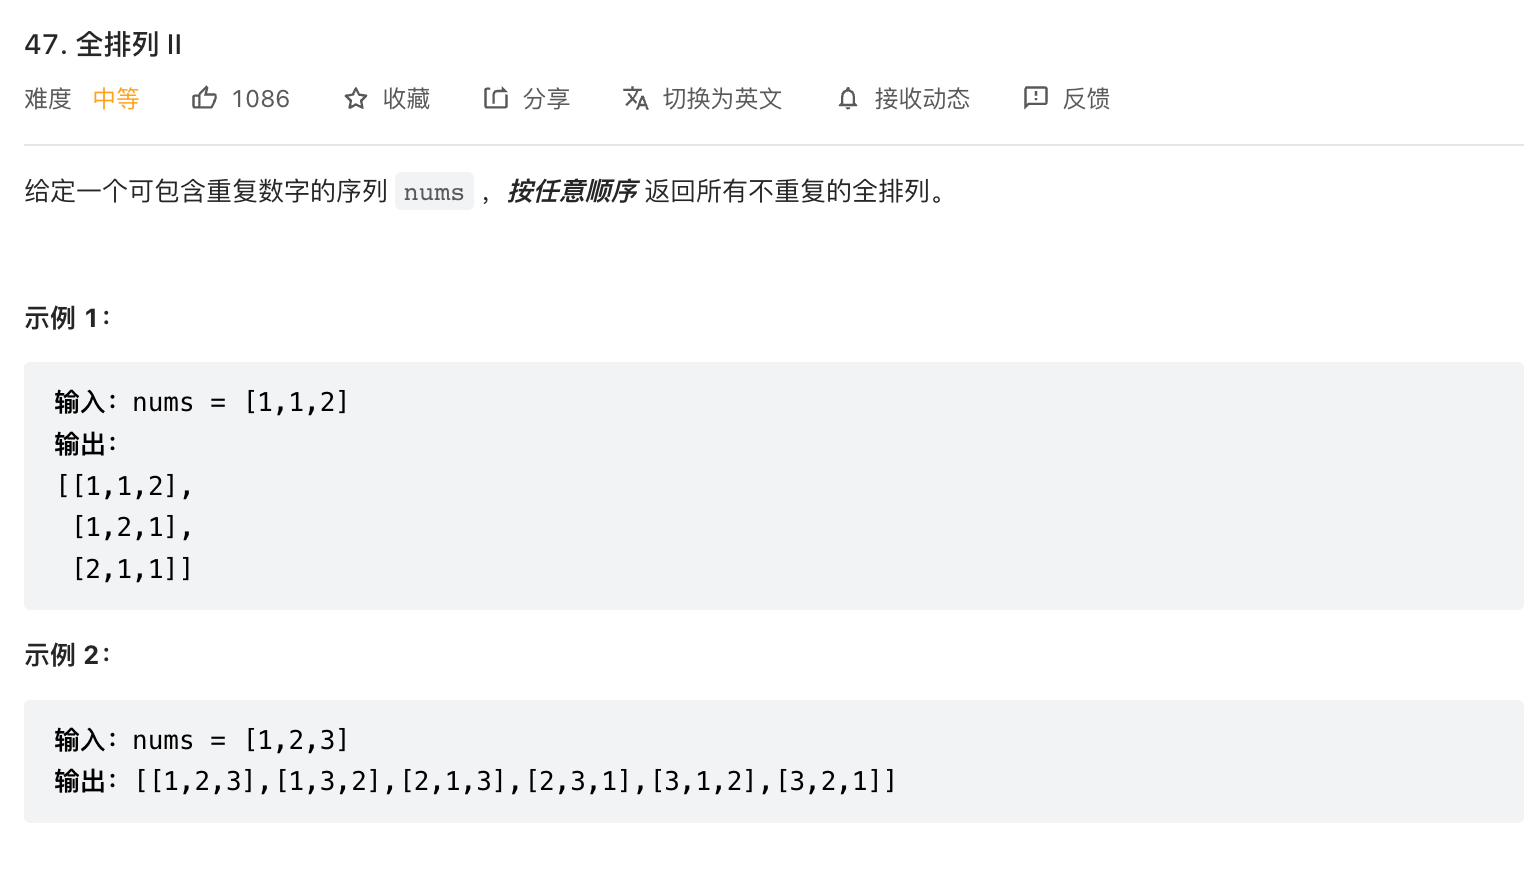 47. 全排列 II
难度 中等 1086 收藏 分享 切换为英文 接收动态 反馈
给定一个可包含重复数字的序列 nums ，按任意顺序 返回所有不重复的全排列。
示例 1：
输入：nums = [1,1,2]
输出：
[[1,1,2],
[1,2,1],
[2,1,1]]
示例 2：
输入：nums = [1,2,3]
输出：[[1,2,3],[1,3,2],[2,1,3],[2,3,1],[3,1,2],[3,2,1]]